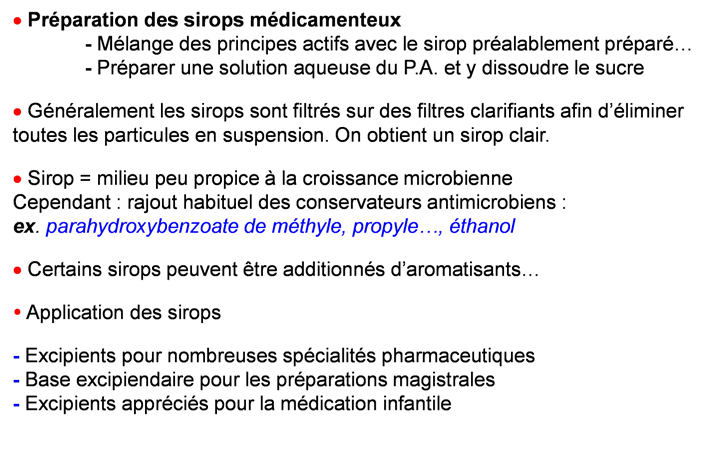 • Préparation des sirops médicamenteux
- Mélange des principes actifs avec le sirop préalablement préparé…
- Préparer une solution aqueuse du P.A. et y dissoudre le sucre
• Généralement les sirops sont filtrés sur des filtres clarifiants afin d’éliminer
toutes les particules en suspension. On obtient un sirop clair.
• Sirop = milieu peu propice à la croissance microbienne
Cependant : rajout habituel des conservateurs antimicrobiens :
ex. parahydroxybenzoate de méthyle, propyle…, éthanol
• Certains sirops peuvent être additionnés d’aromatisants…
• Application des sirops
- Excipients pour nombreuses spécialités pharmaceutiques
- Base excipiendaire pour les préparations magistrales
- Excipients appréciés pour la médication infantile